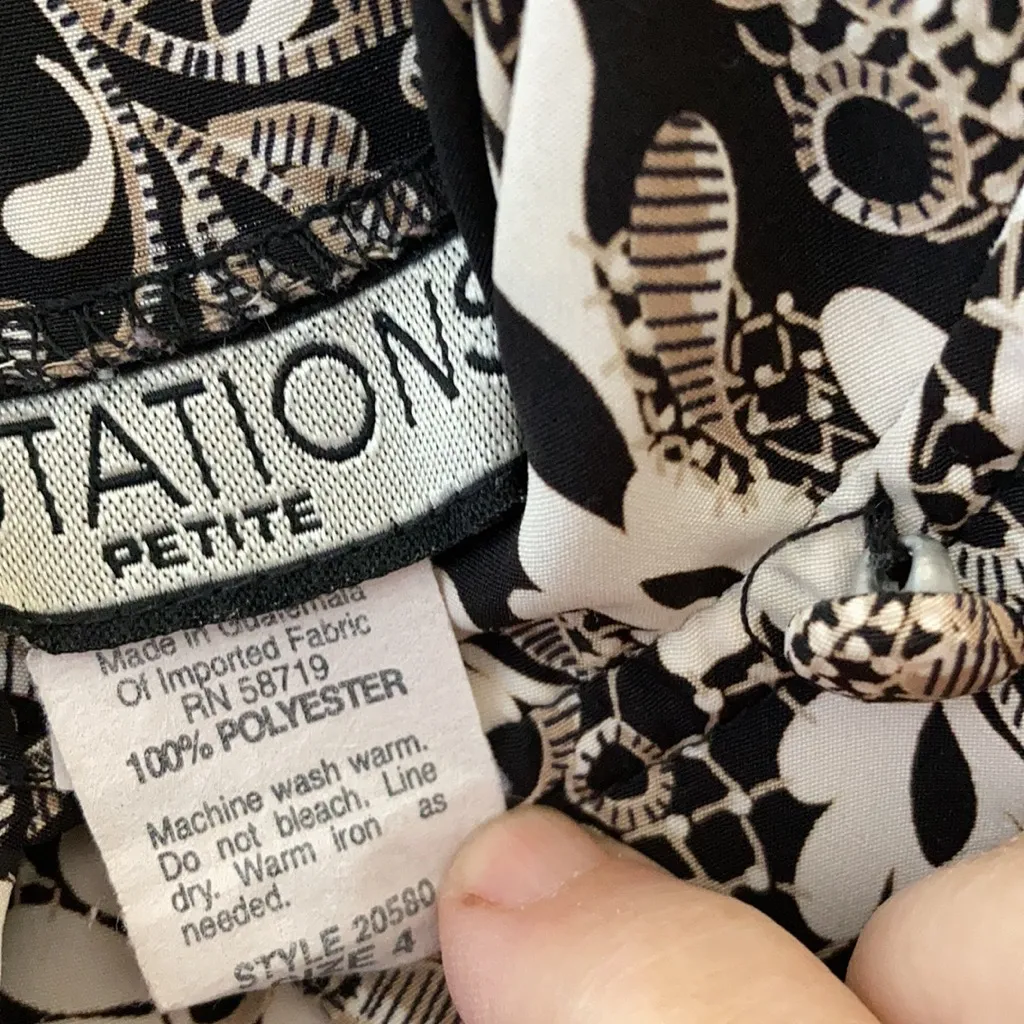 TATIONS
PETITE
Made in Guatemala
Of Imported Fabric
RN 58719
100% POLYESTER
Machine wash warm.
Do not bleach. Line
dry. Warm iron as
needed.
STYLE 20580
4